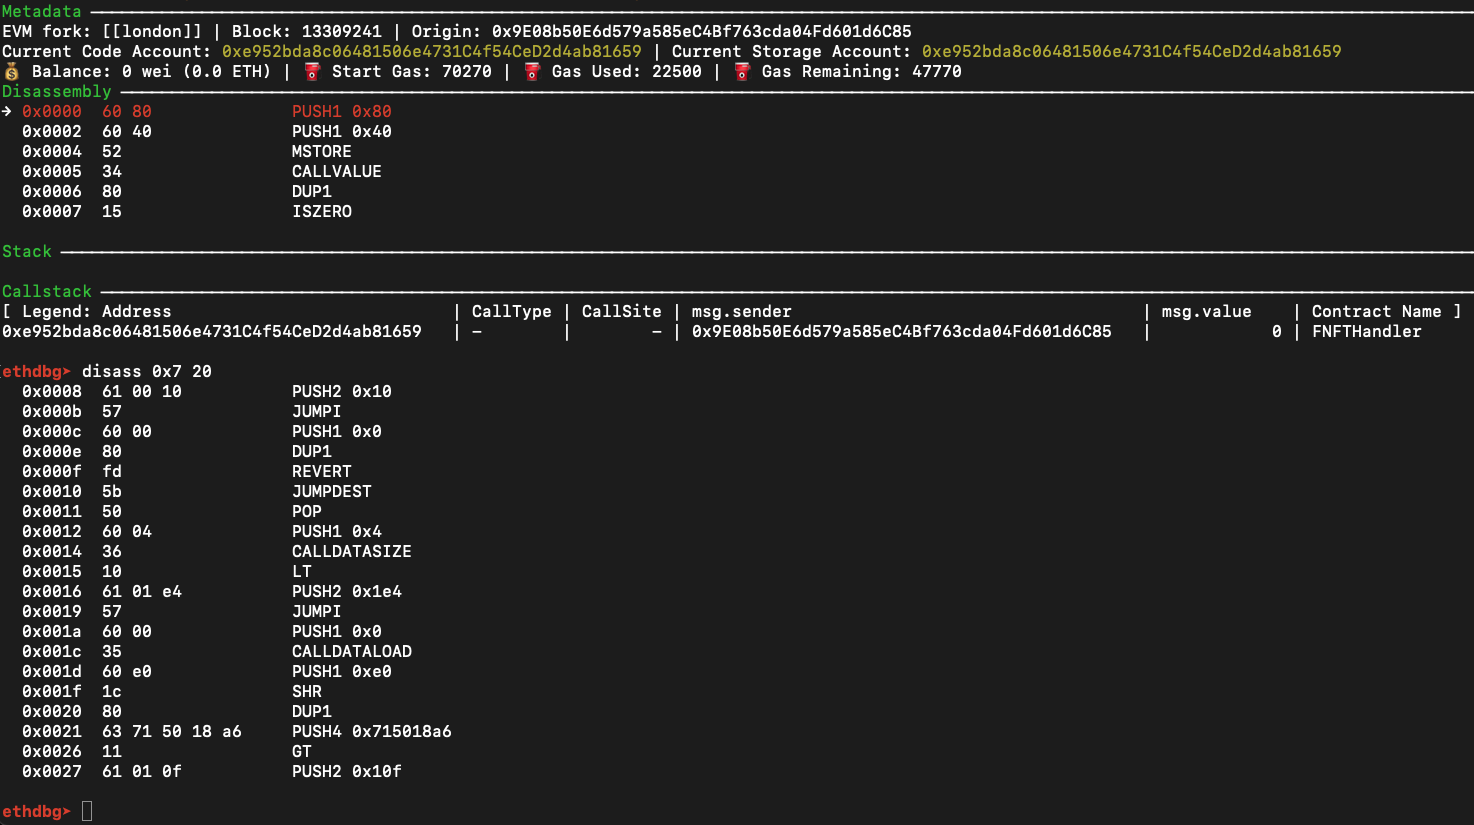 Metadata
EVM fork: [[london]] | Block: 13309241 | Origin: 0x9E08b50E6d579a585eC4Bf763cda04Fd601d6C85
Current Code Account: 0xe952bda8c06481506e4731C4f54CeD2d4ab81659 | Current Storage Account: 0xe952bda8c06481506e4731C4f54CeD2d4ab81659
💰 Balance: 0 wei (0.0 ETH) | ⛽ Start Gas: 70270 | ⛽ Gas Used: 22500 | ⛽ Gas Remaining: 47770
Disassembly
→ 0x0000 60 80 PUSH1 0x80
0x0002 60 40 PUSH1 0x40
0x0004 52 MSTORE
0x0005 34 CALLVALUE
0x0006 80 DUP1
0x0007 15 ISZERO
Stack
Callstack
[ Legend: Address | CallType | CallSite | msg.sender | msg.value | Contract Name ]
0xe952bda8c06481506e4731C4f54CeD2d4ab81659 | – | – | 0x9E08b50E6d579a585eC4Bf763cda04Fd601d6C85 | 0 | FNFTHandler
ethdbg➤ disass 0x7 20
0x0008 61 00 10 PUSH2 0x10
0x000b 57 JUMPI
0x000c 60 00 PUSH1 0x0
0x000e 80 DUP1
0x000f fd REVERT
0x0010 5b JUMPDEST
0x0011 50 POP
0x0012 60 04 PUSH1 0x4
0x0014 36 CALLDATASIZE
0x0015 10 LT
0x0016 61 01 e4 PUSH2 0x1e4
0x0019 57 JUMPI
0x001a 60 00 PUSH1 0x0
0x001c 35 CALLDATALOAD
0x001d 60 e0 PUSH1 0xe0
0x001f 1c SHR
0x0020 80 DUP1
0x0021 63 71 50 18 a6 PUSH4 0x715018a6
0x0026 11 GT
0x0027 61 01 0f PUSH2 0x10f
ethdbg➤